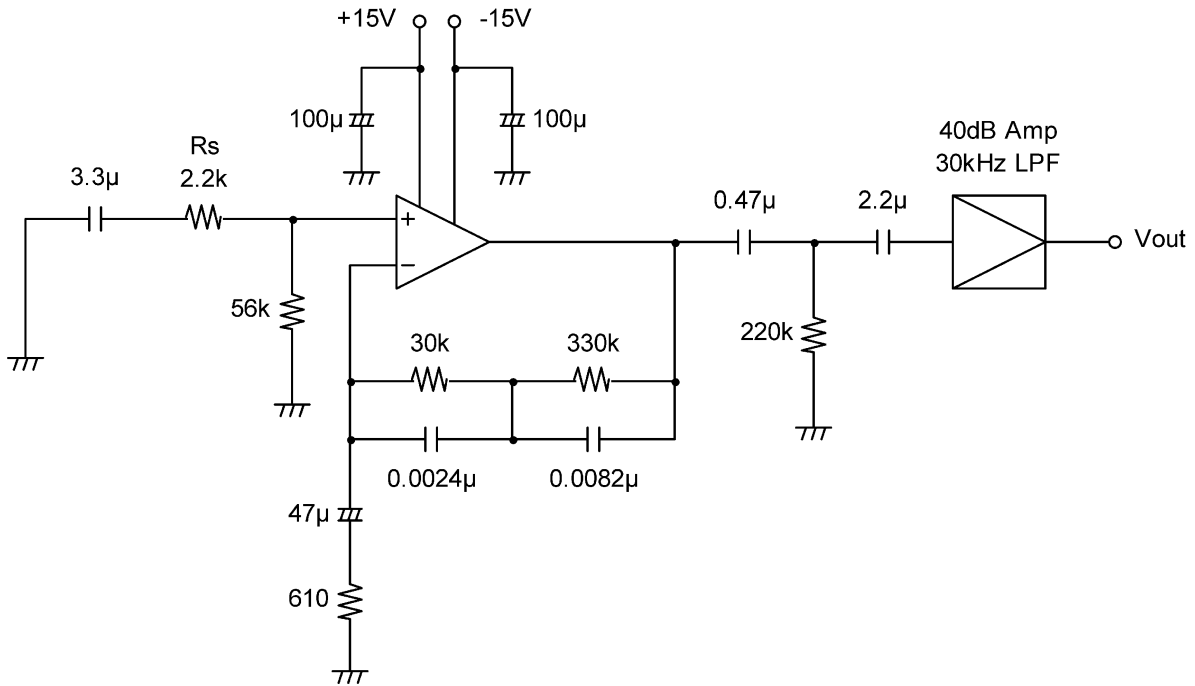 +15V
-15V
100µ
100µ
40dB Amp
30kHz LPF
Rs
2.2k
3.3µ
0.47µ
2.2µ
+
Vout
−
56k
30k
330k
220k
0.0024µ
0.0082µ
47µ
610